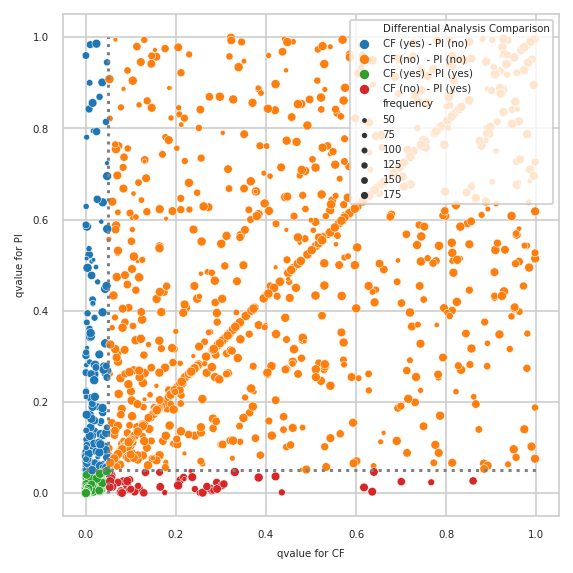 Differential Analysis Comparison
CF (yes) - PI (no)
CF (no)  - PI (no)
CF (yes) - PI (yes)
CF (no)  - PI (yes)
frequency
50
75
100
125
150
175
qvalue for PI
1.0
0.8
0.6
0.4
0.2
0.0
0.0 0.2 0.4 0.6 0.8 1.0
qvalue for CF